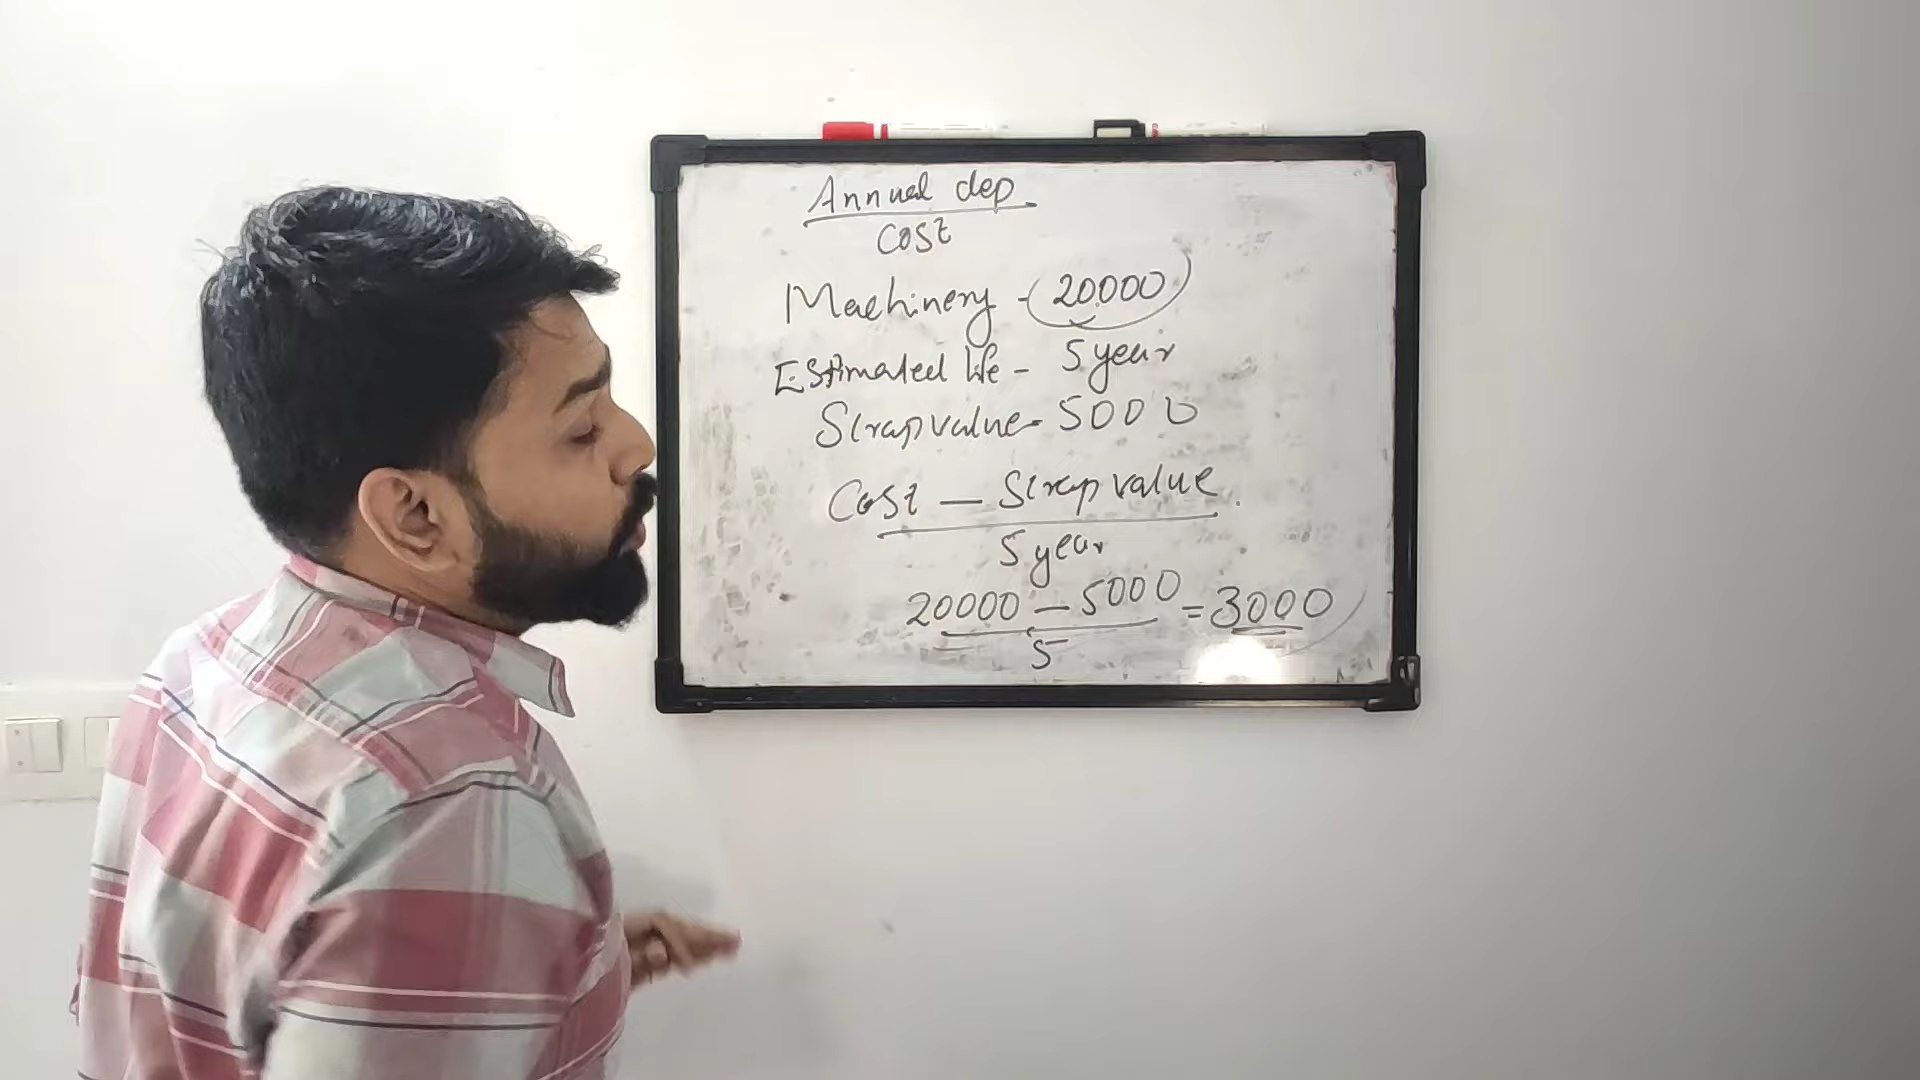 Annual dep
Cost
Machinery - 20000
Estimated life - 5 year
Scrap value - 5000
Cost — Scrap value
5 year
20000 — 5000 = 3000
5